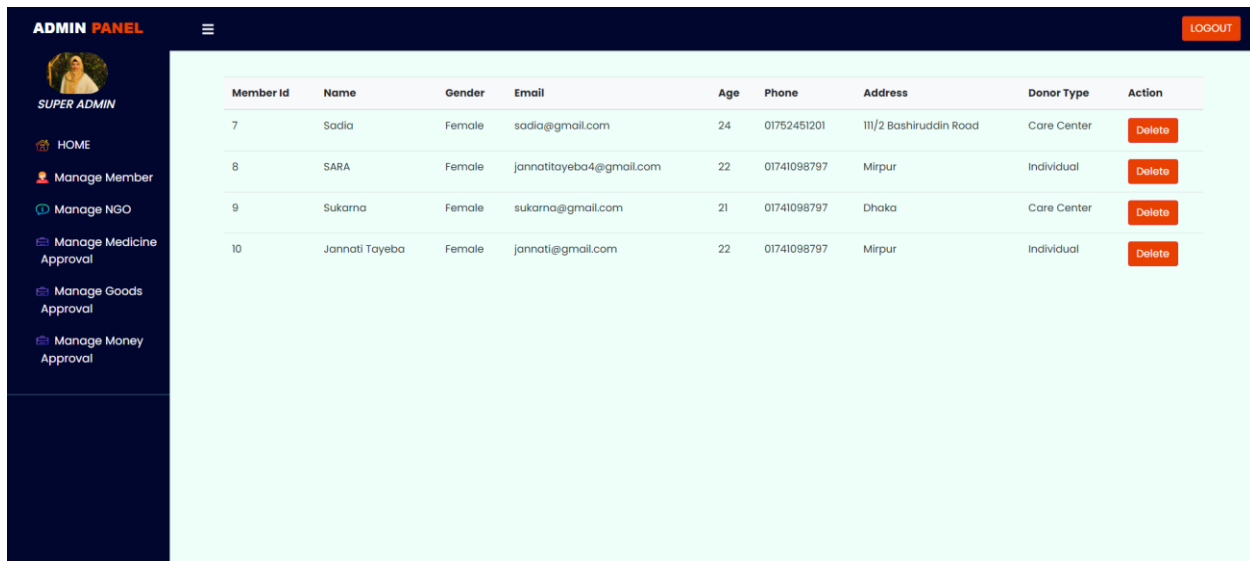 ADMIN PANEL
LOGOUT
SUPER ADMIN
HOME
Manage Member
Manage NGO
Manage Medicine
Approval
Manage Goods
Approval
Manage Money
Approval
Member Id Name Gender Email Age Phone Address Donor Type Action
7 Sadia Female sadia@gmail.com 24 01752451201 111/2 Bashiruddin Road Care Center Delete
8 SARA Female jannatitayeba4@gmail.com 22 01741098797 Mirpur Individual Delete
9 Sukarna Female sukarna@gmail.com 21 01741098797 Dhaka Care Center Delete
10 Jannati Tayeba Female jannati@gmail.com 22 01741098797 Mirpur Individual Delete